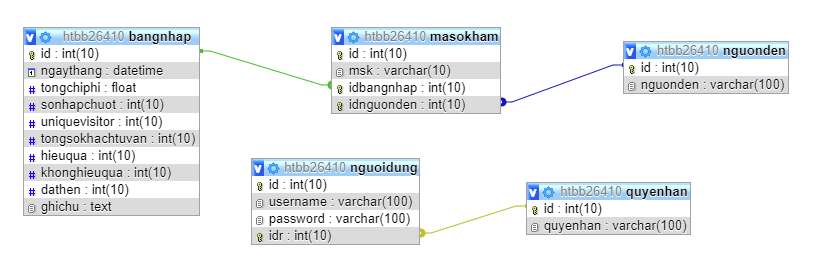 htbb26410 bangnhap
id : int(10)
ngaythang : datetime
tongchiphi : float
sonhapchuot : int(10)
uniquevisitor : int(10)
tongsokhachtuvan : int(10)
hieuqua : int(10)
khonghieuqua : int(10)
dathen : int(10)
ghichu : text
htbb26410 masokham
id : int(10)
msk : varchar(10)
idbangnhap : int(10)
idnguonden : int(10)
htbb26410 nguonden
id : int(10)
nguonden : varchar(100)
htbb26410 nguoidung
id : int(10)
username : varchar(100)
password : varchar(100)
idr : int(10)
htbb26410 quyenhan
id : int(10)
quyenhan : varchar(100)